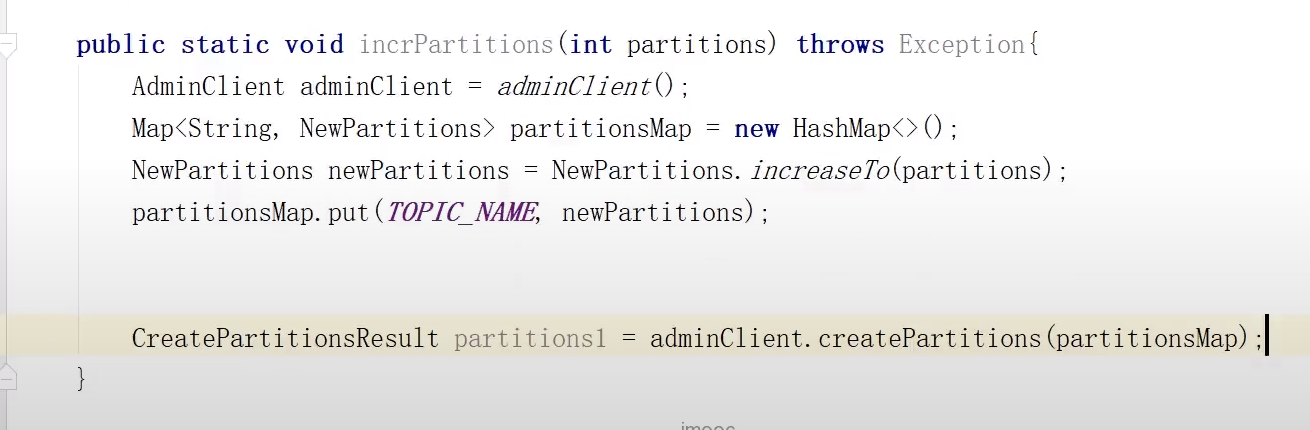 public static void incrPartitions(int partitions) throws Exception{
AdminClient adminClient = adminClient();
Map<String, NewPartitions> partitionsMap = new HashMap<>();
NewPartitions newPartitions = NewPartitions.increaseTo(partitions);
partitionsMap.put(TOPIC_NAME, newPartitions);
CreatePartitionsResult partitions1 = adminClient.createPartitions(partitionsMap);
}